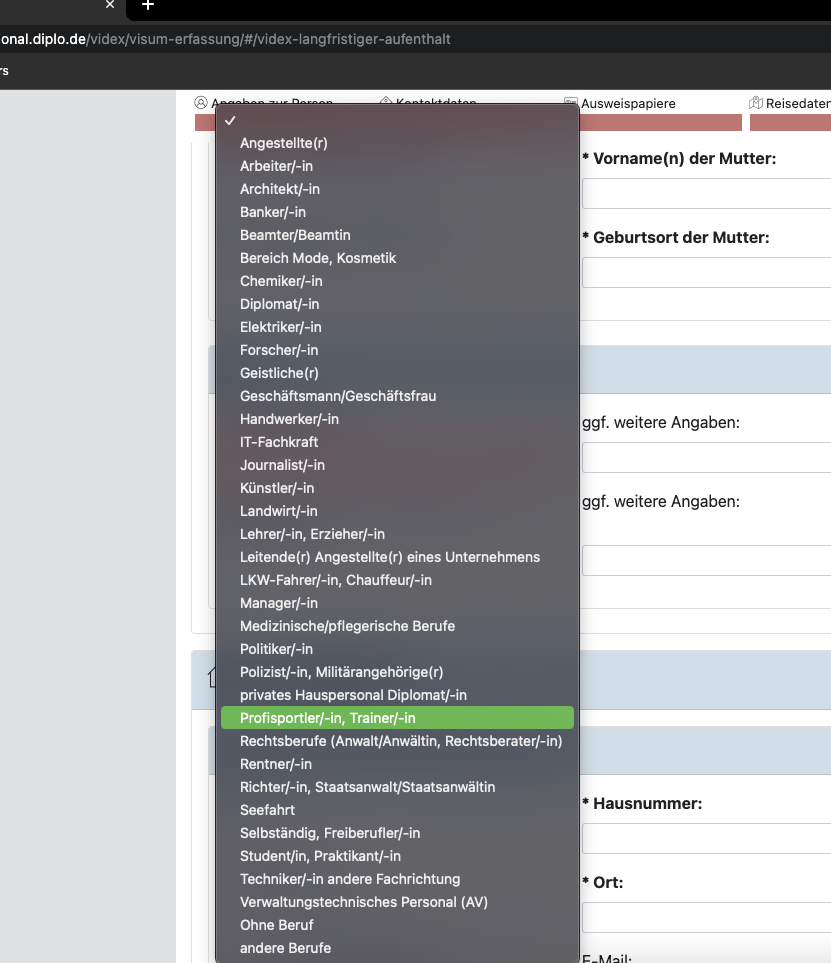 onal.diplo.de/videx/visum-erfassung/#/videx-langfristiger-aufenthalt
rs
Angaben zur Person
Kontaktdaten
Ausweispapiere
Reisedaten
Angestellte(r)
Arbeiter/-in
Architekt/-in
Banker/-in
Beamter/Beamtin
Bereich Mode, Kosmetik
Chemiker/-in
Diplomat/-in
Elektriker/-in
Forscher/-in
Geistliche(r)
Geschäftsmann/Geschäftsfrau
Handwerker/-in
IT-Fachkraft
Journalist/-in
Künstler/-in
Landwirt/-in
Lehrer/-in, Erzieher/-in
Leitende(r) Angestellte(r) eines Unternehmens
LKW-Fahrer/-in, Chauffeur/-in
Manager/-in
Medizinische/pflegerische Berufe
Politiker/-in
Polizist/-in, Militärangehörige(r)
privates Hauspersonal Diplomat/-in
Profisportler/-in, Trainer/-in
Rechtsberufe (Anwalt/Anwältin, Rechtsberater/-in)
Rentner/-in
Richter/-in, Staatsanwalt/Staatsanwältin
Seefahrt
Selbständig, Freiberufler/-in
Student/in, Praktikant/-in
Techniker/-in andere Fachrichtung
Verwaltungstechnisches Personal (AV)
Ohne Beruf
andere Berufe
* Vorname(n) der Mutter:
* Geburtsort der Mutter:
ggf. weitere Angaben:
ggf. weitere Angaben:
* Hausnummer:
* Ort:
E-Mail: